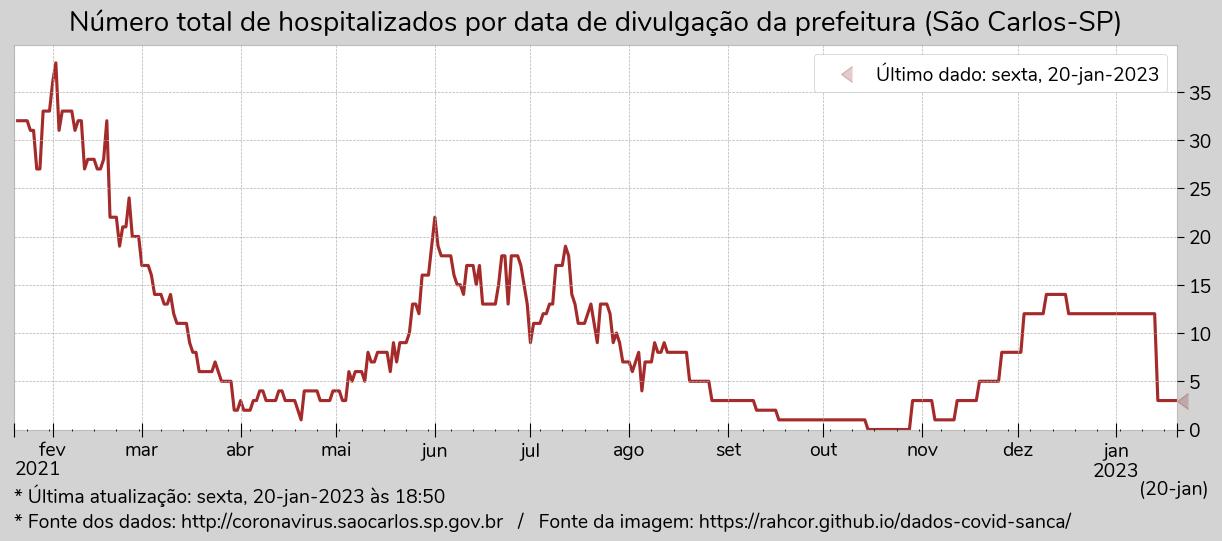 Número total de hospitalizados por data de divulgação da prefeitura (São Carlos-SP)
Último dado: sexta, 20-jan-2023
35
30
25
20
15
10
5
0
fev mar abr mai jun jul ago set out nov dez jan
2021 2023
(20-jan)
* Última atualização: sexta, 20-jan-2023 às 18:50
* Fonte dos dados: http://coronavirus.saocarlos.sp.gov.br / Fonte da imagem: https://rahcor.github.io/dados-covid-sanca/